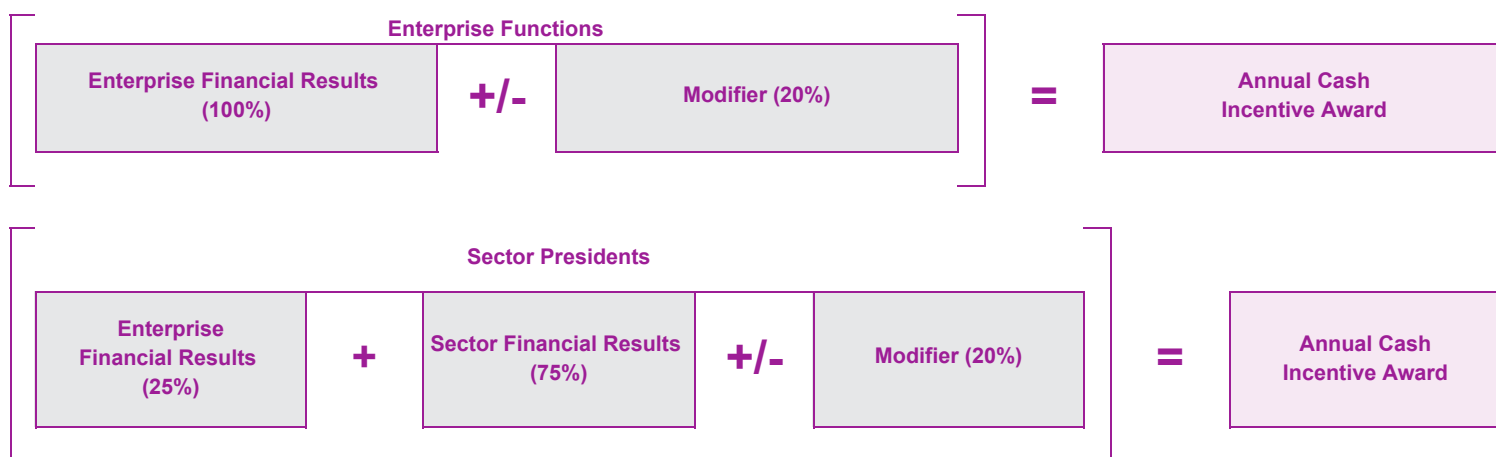 Enterprise Functions
Enterprise Financial Results
(100%)
+/-
Modifier (20%)
=
Annual Cash
Incentive Award
Sector Presidents
Enterprise
Financial Results
(25%)
+
Sector Financial Results
(75%)
+/-
Modifier (20%)
=
Annual Cash
Incentive Award